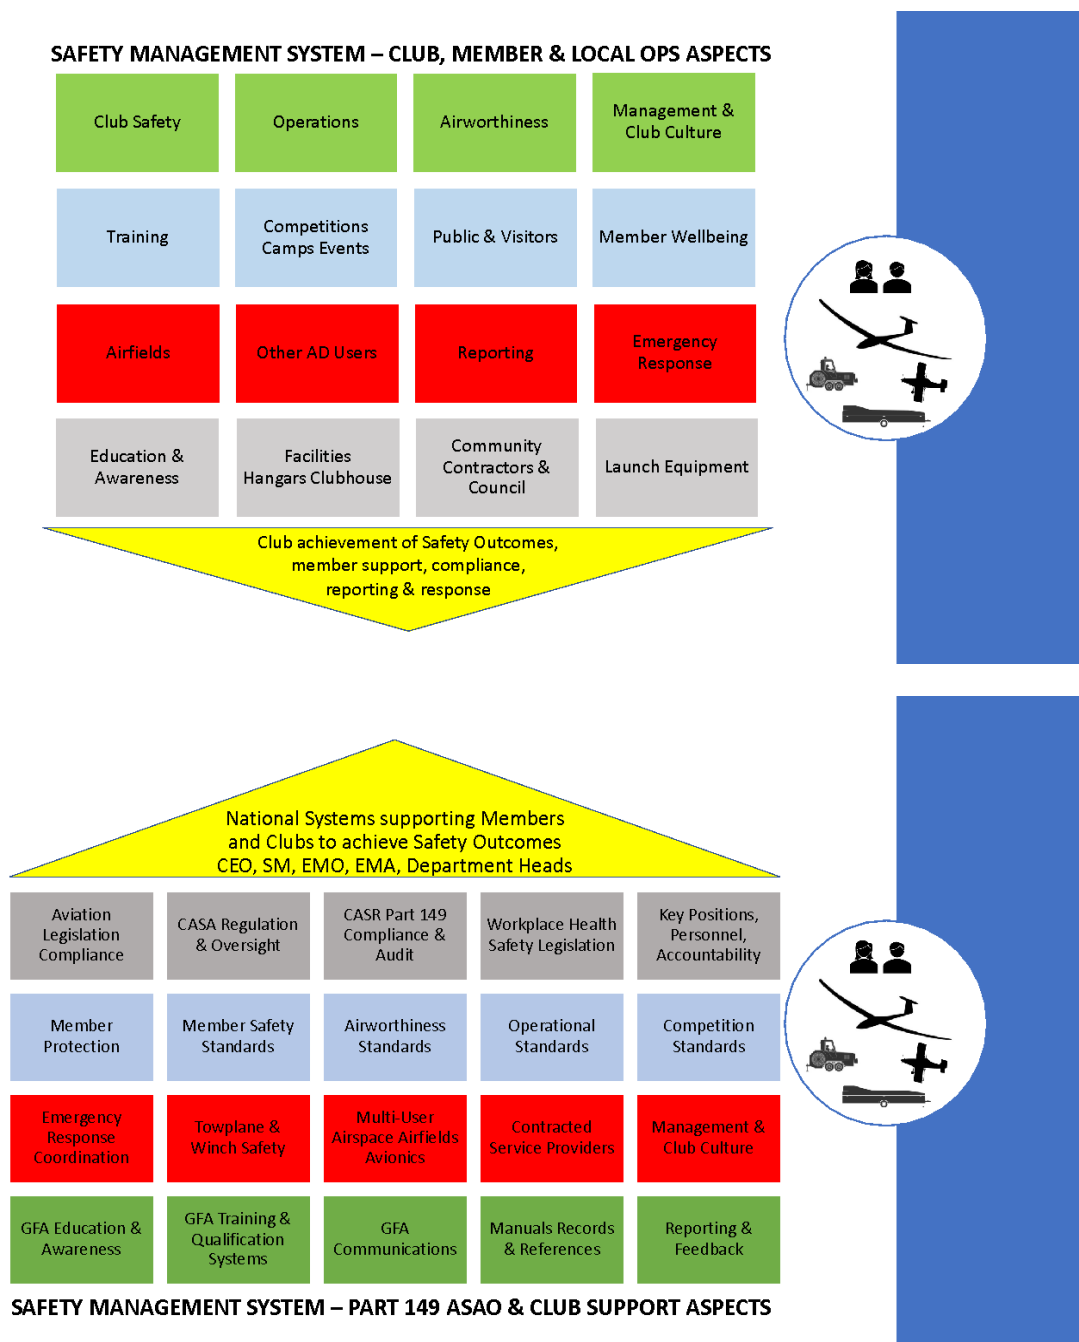 SAFETY MANAGEMENT SYSTEM – CLUB, MEMBER & LOCAL OPS ASPECTS
Club Safety
Operations
Airworthiness
Management &
Club Culture
Training
Competitions
Camps Events
Public & Visitors
Member Wellbeing
Airfields
Other AD Users
Reporting
Emergency
Response
Education &
Awareness
Facilities
Hangars Clubhouse
Community
Contractors &
Council
Launch Equipment
Club achievement of Safety Outcomes,
member support, compliance,
reporting & response
National Systems supporting Members
and Clubs to achieve Safety Outcomes
CEO, SM, EMO, EMA, Department Heads
Aviation
Legislation
Compliance
CASA Regulation
& Oversight
CASR Part 149
Compliance &
Audit
Workplace Health
Safety Legislation
Key Positions,
Personnel,
Accountability
Member
Protection
Member Safety
Standards
Airworthiness
Standards
Operational
Standards
Competition
Standards
Emergency
Response
Coordination
Towplane &
Winch Safety
Multi-User
Airspace Airfields
Avionics
Contracted
Service Providers
Management &
Club Culture
GFA Education &
Awareness
GFA Training &
Qualification
Systems
GFA
Communications
Manuals Records
& References
Reporting &
Feedback
SAFETY MANAGEMENT SYSTEM – PART 149 ASAO & CLUB SUPPORT ASPECTS